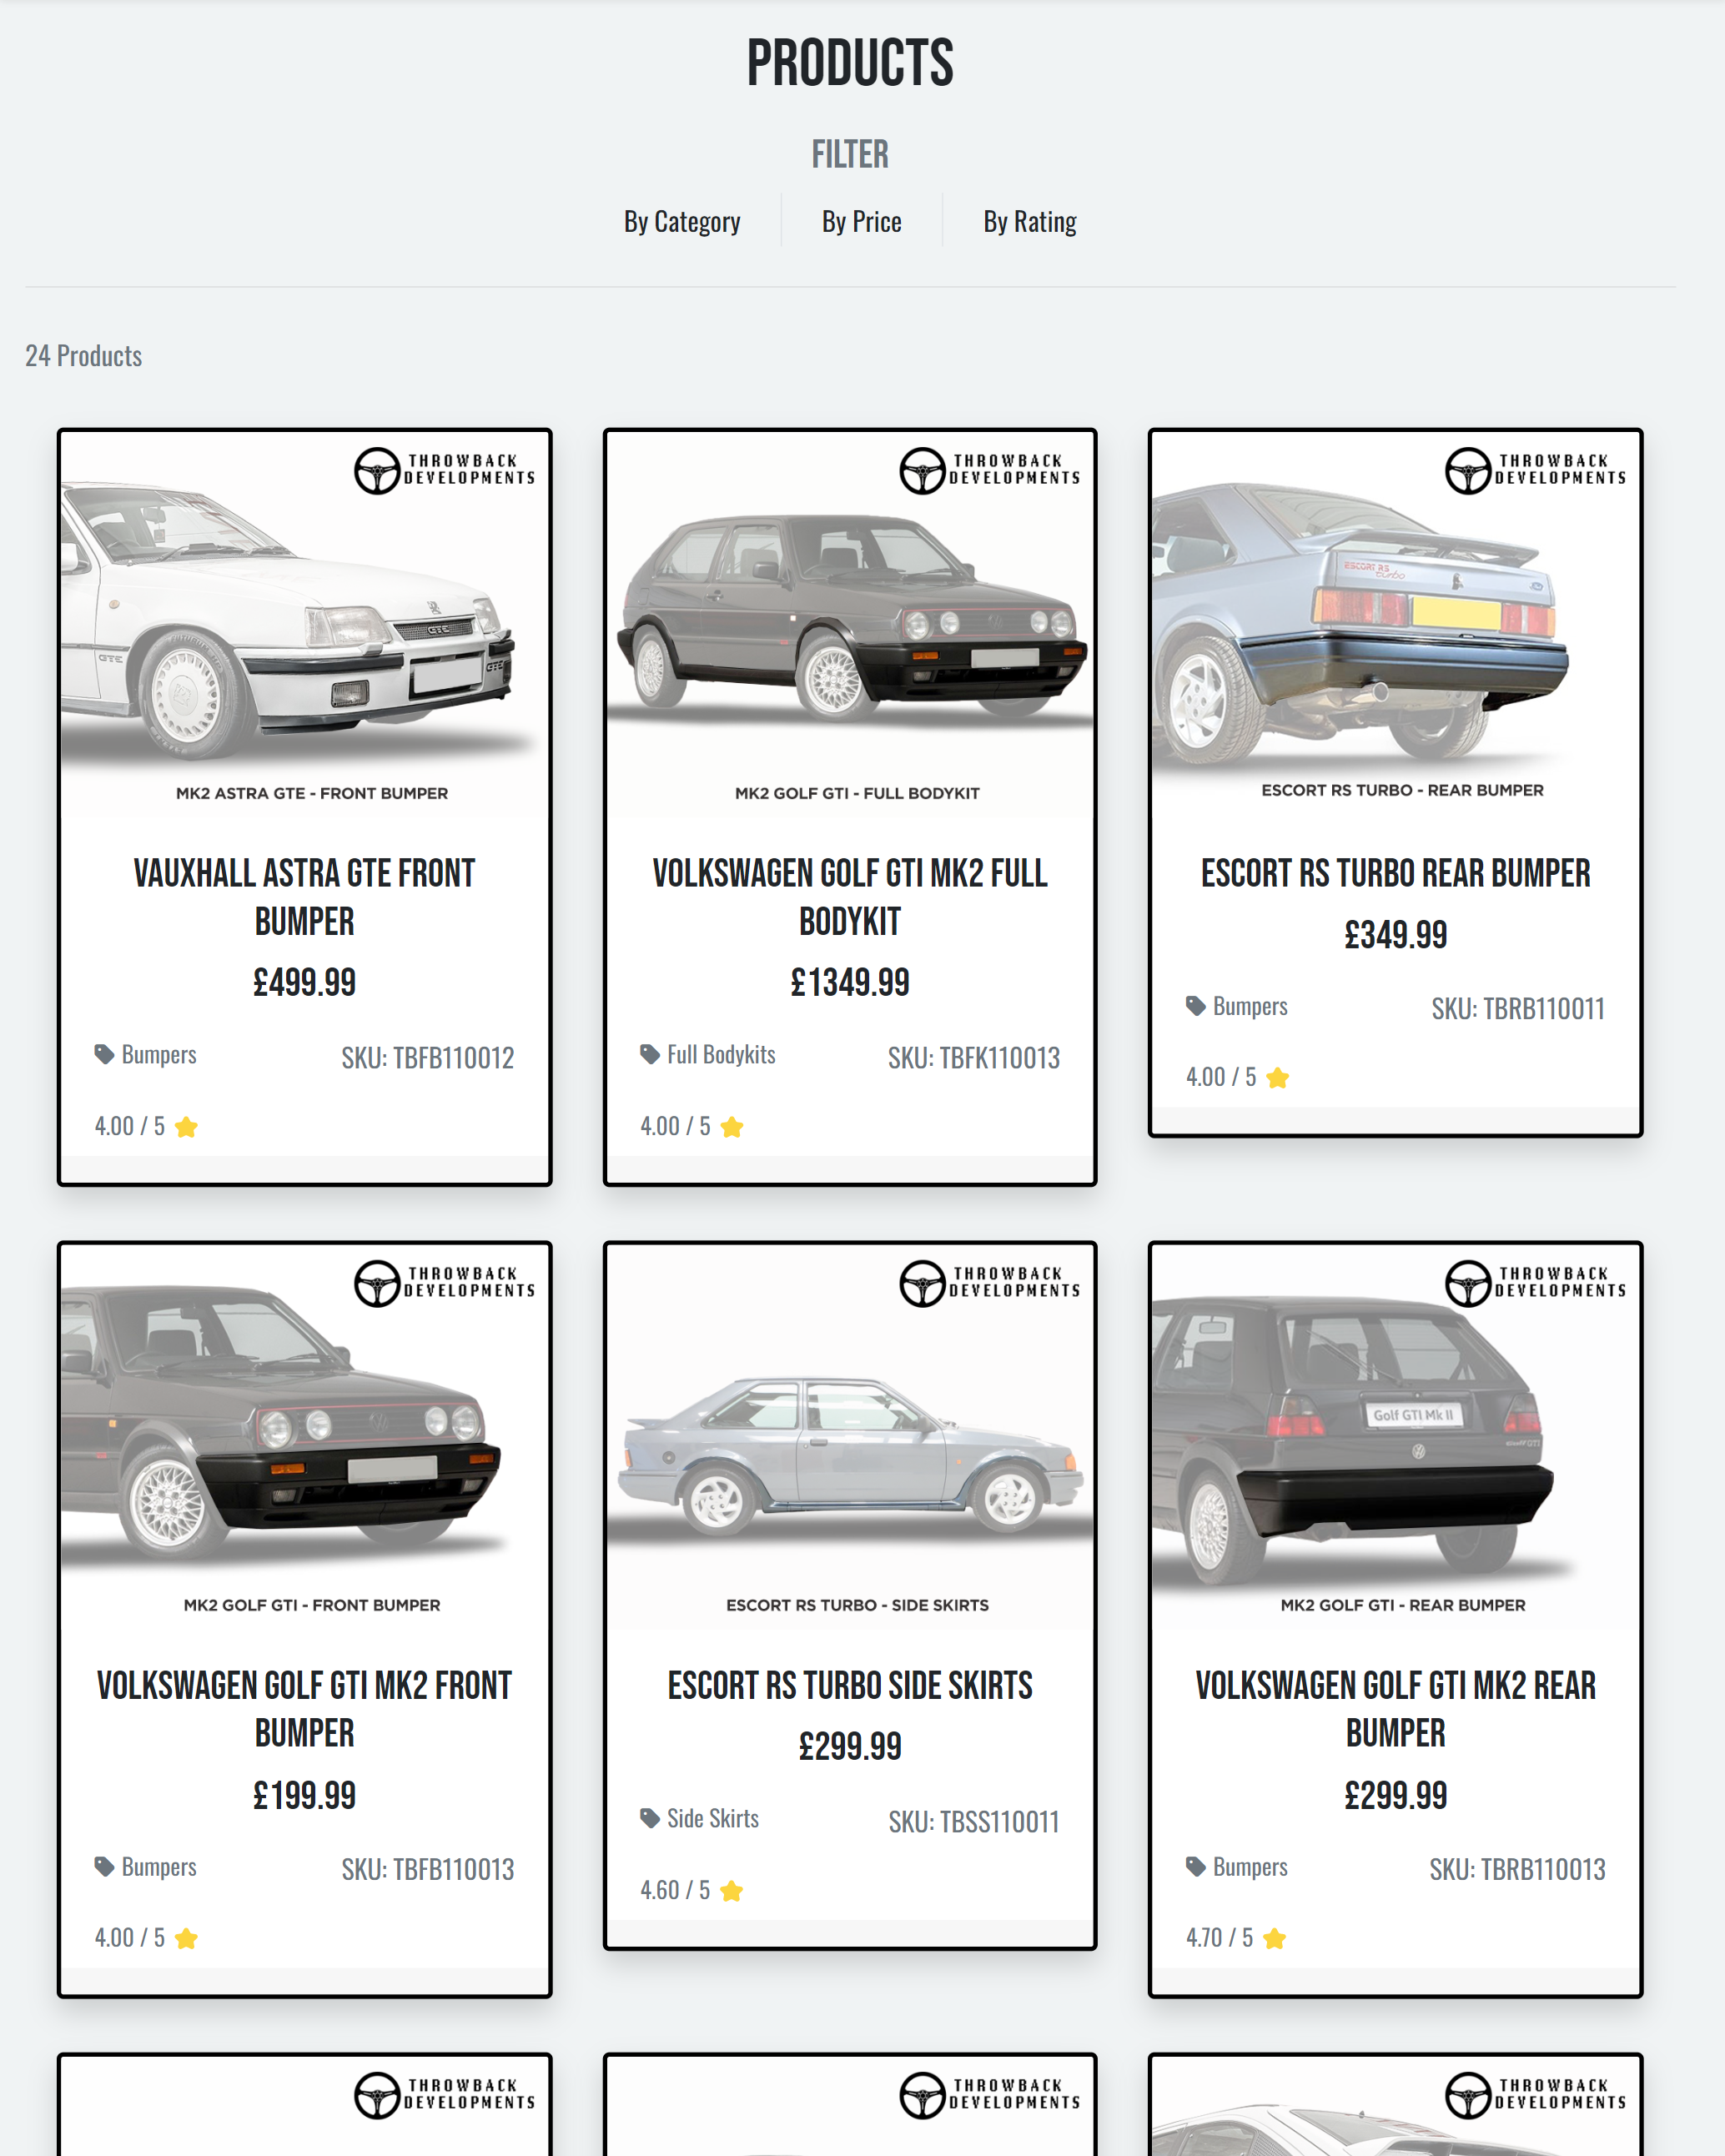 PRODUCTS
FILTER
By Category
By Price
By Rating
24 Products
THROWBACK
DEVELOPMENTS
GTE
GTE
GTE
MK2 ASTRA GTE - FRONT BUMPER
VAUXHALL ASTRA GTE FRONT
BUMPER
£499.99
Bumpers
SKU: TBFB110012
4.00 / 5
THROWBACK
DEVELOPMENTS
MK2 GOLF GTI - FULL BODYKIT
VOLKSWAGEN GOLF GTI MK2 FULL
BODYKIT
£1349.99
Full Bodykits
SKU: TBFK110013
4.00 / 5
THROWBACK
DEVELOPMENTS
ESCORT RS
turbo
ESCORT RS TURBO - REAR BUMPER
ESCORT RS TURBO REAR BUMPER
£349.99
Bumpers
SKU: TBRB110011
4.00 / 5
THROWBACK
DEVELOPMENTS
MK2 GOLF GTI - FRONT BUMPER
VOLKSWAGEN GOLF GTI MK2 FRONT
BUMPER
£199.99
Bumpers
SKU: TBFB110013
4.00 / 5
THROWBACK
DEVELOPMENTS
ESCORT RS TURBO - SIDE SKIRTS
ESCORT RS TURBO SIDE SKIRTS
£299.99
Side Skirts
SKU: TBSS110011
4.60 / 5
THROWBACK
DEVELOPMENTS
Golf GTI Mk II
MK2 GOLF GTI - REAR BUMPER
VOLKSWAGEN GOLF GTI MK2 REAR
BUMPER
£299.99
Bumpers
SKU: TBRB110013
4.70 / 5
THROWBACK
DEVELOPMENTS
THROWBACK
DEVELOPMENTS
THROWBACK
DEVELOPMENTS